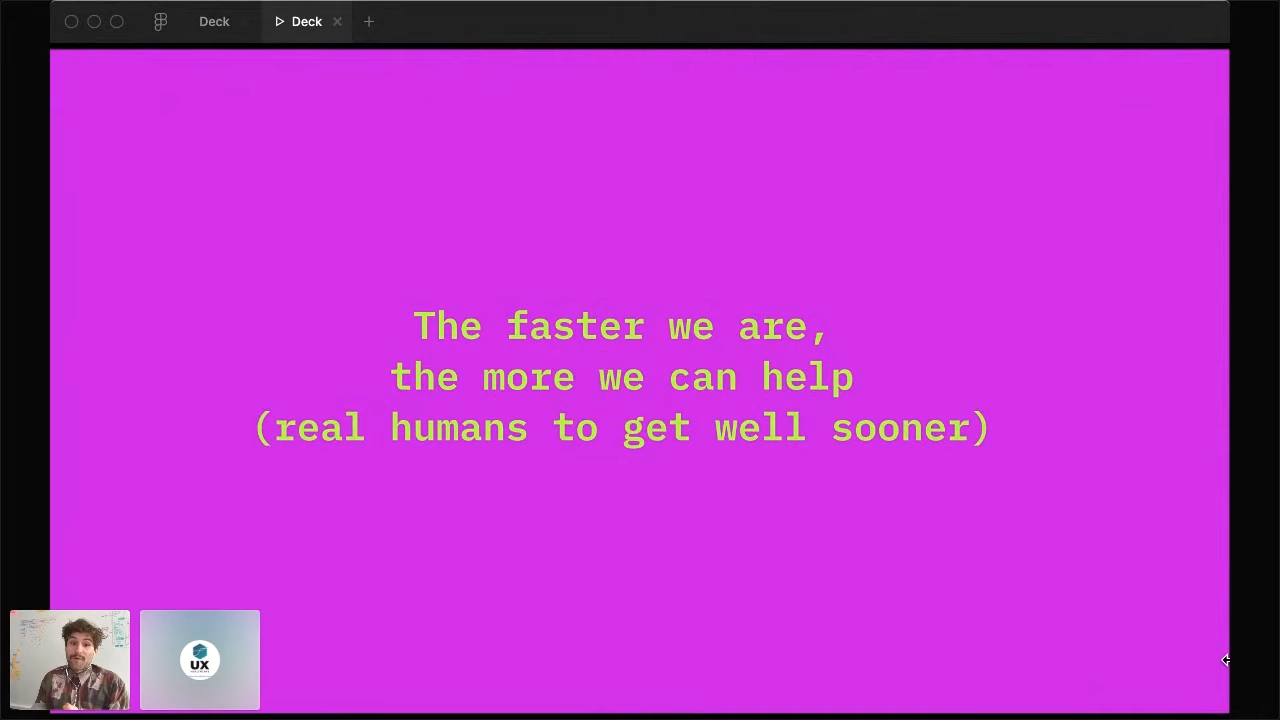 Deck
Deck
The faster we are,
the more we can help
(real humans to get well sooner)
UX